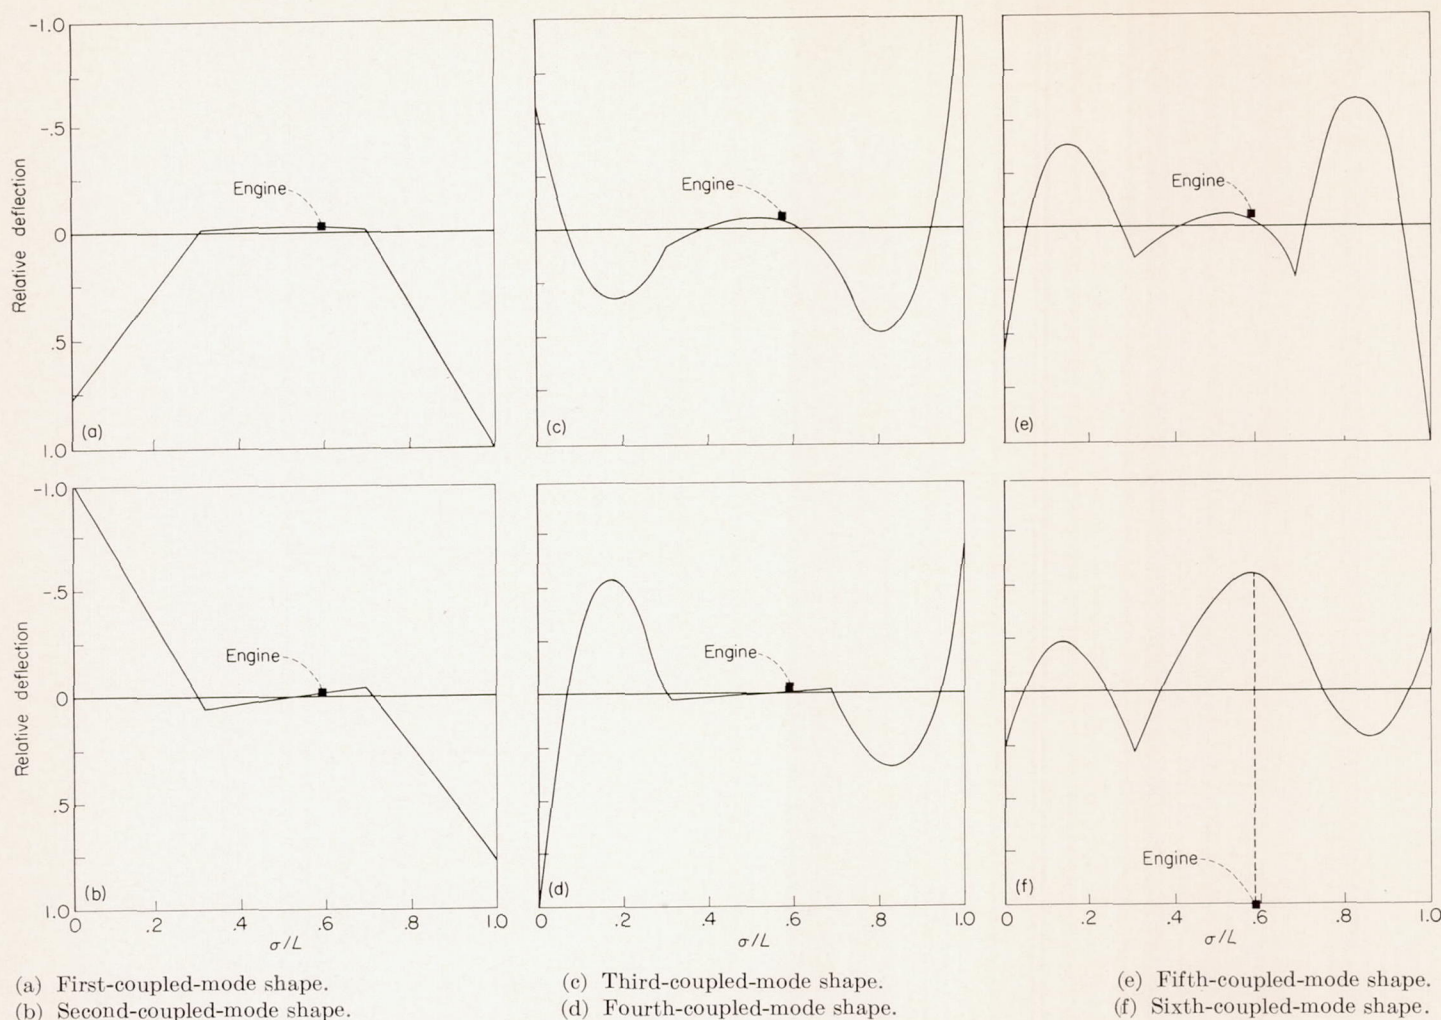 -1.0
-.5
0
.5
1.0
Relative deflection
Engine
(a)
Engine
(c)
Engine
(e)
-1.0
-.5
0
.5
1.0
Relative deflection
Engine
(b)
0 .2 .4 .6 .8 1.0
σ/L
Engine
(d)
0 .2 .4 .6 .8 1.0
σ/L
Engine
(f)
0 .2 .4 .6 .8 1.0
σ/L
(a) First-coupled-mode shape.
(b) Second-coupled-mode shape.
(c) Third-coupled-mode shape.
(d) Fourth-coupled-mode shape.
(e) Fifth-coupled-mode shape.
(f) Sixth-coupled-mode shape.